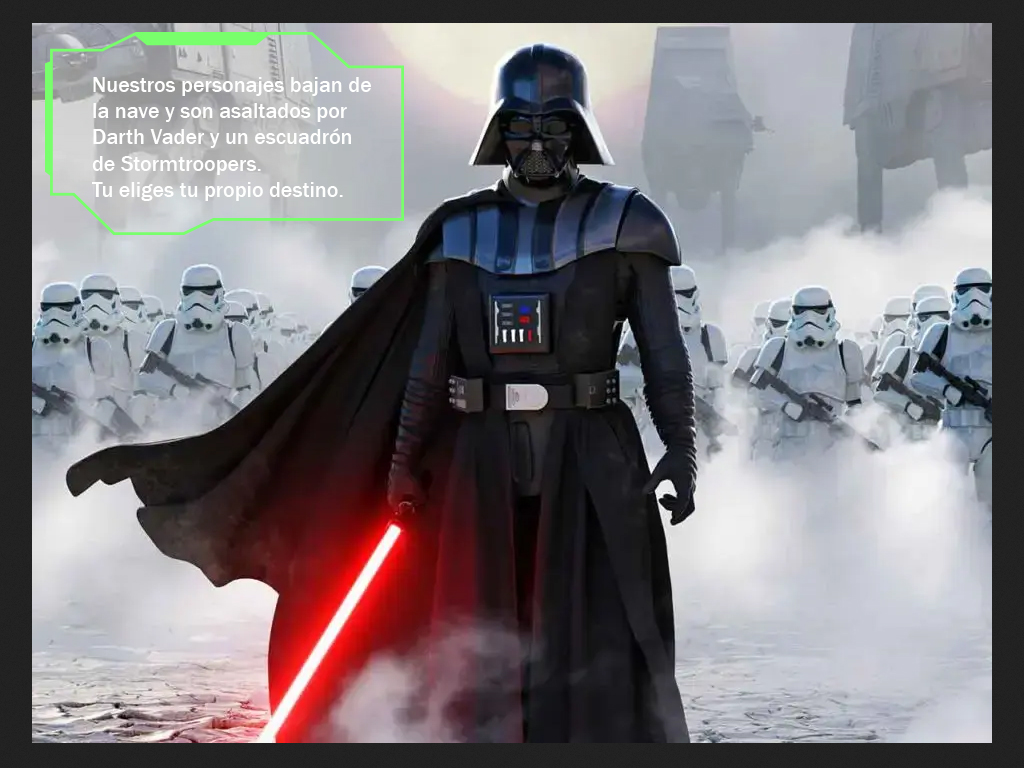 Nuestros personajes bajan de
la nave y son asaltados por
Darth Vader y un escuadrón
de Stormtroopers.
Tu eliges tu propio destino.